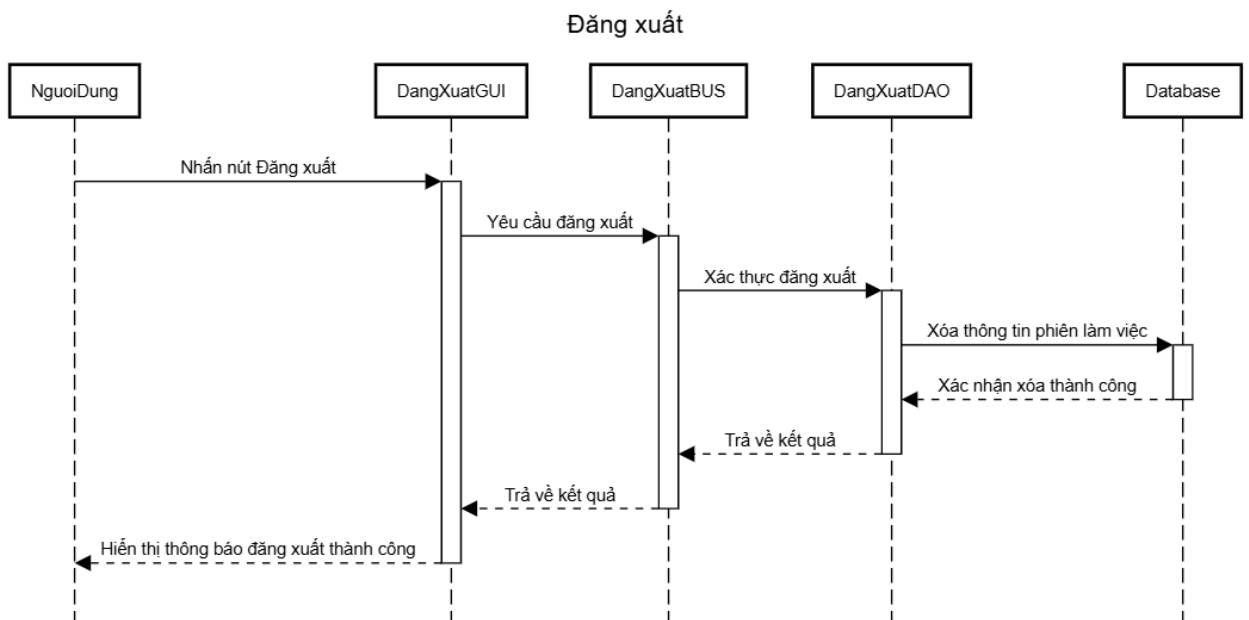 Đăng xuất
NguoiDung
DangXuatGUI
DangXuatBUS
DangXuatDAO
Database
Nhấn nút Đăng xuất
Yêu cầu đăng xuất
Xác thực đăng xuất
Xóa thông tin phiên làm việc
Xác nhận xóa thành công
Trả về kết quả
Trả về kết quả
Hiển thị thông báo đăng xuất thành công